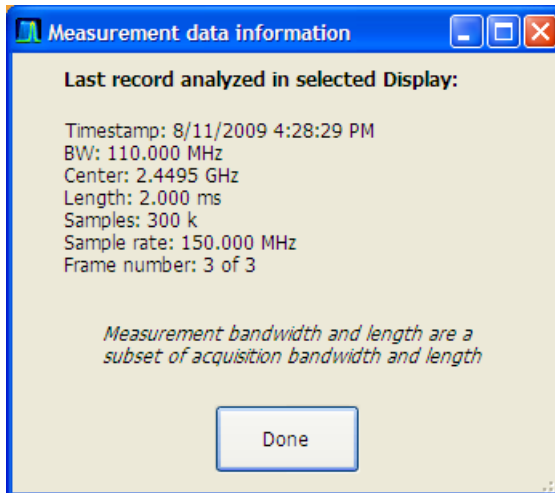 Measurement data information
Last record analyzed in selected Display:
Timestamp: 8/11/2009 4:28:29 PM
BW: 110.000 MHz
Center: 2.4495 GHz
Length: 2.000 ms
Samples: 300 k
Sample rate: 150.000 MHz
Frame number: 3 of 3
Measurement bandwidth and length are a
subset of acquisition bandwidth and length
Done